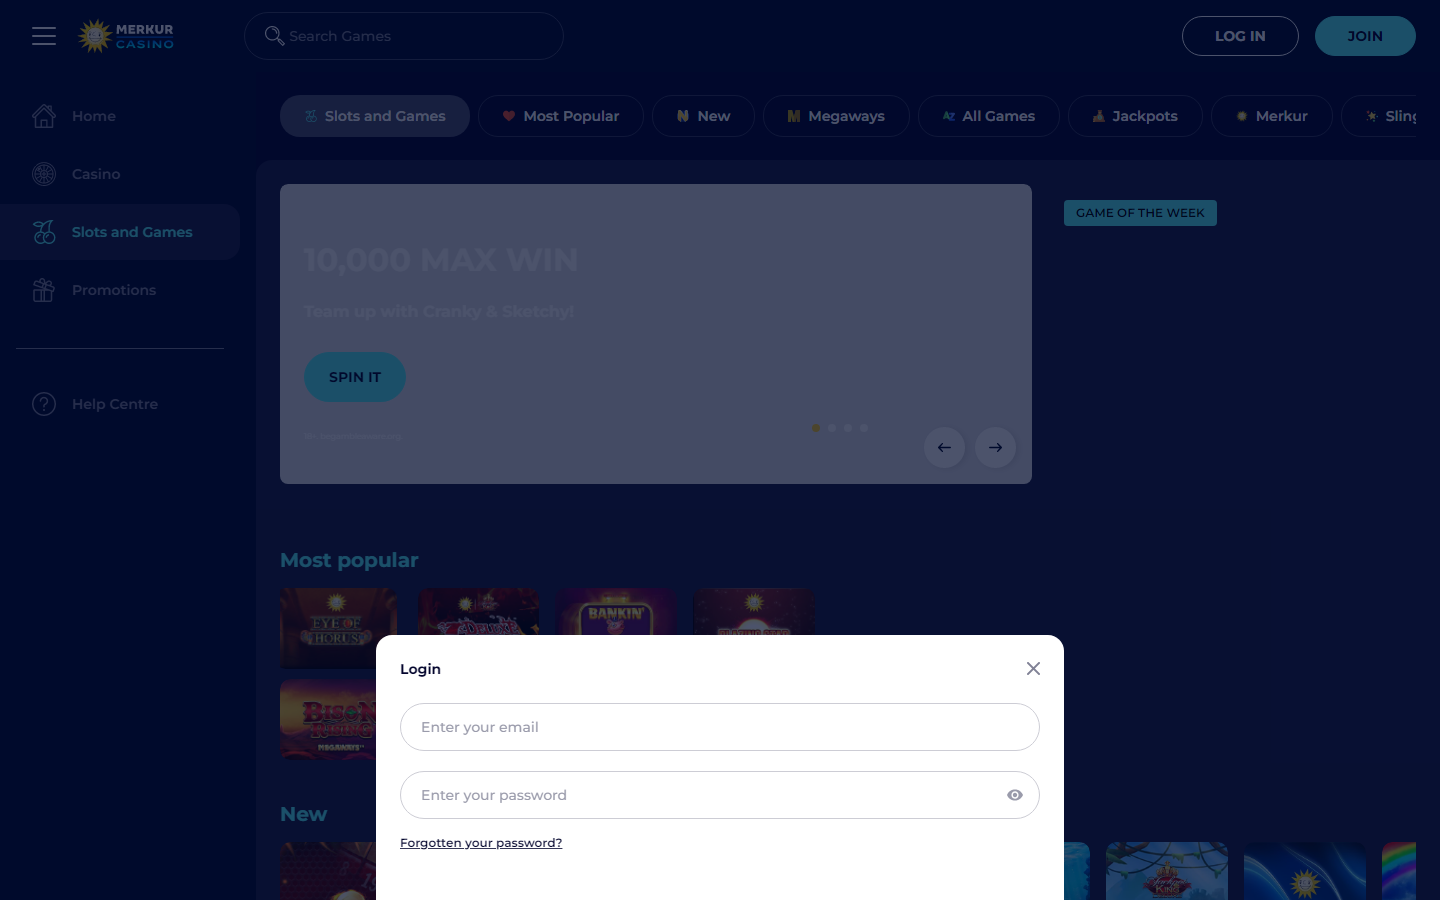 MERKUR
CASINO
Search Games
LOG IN
JOIN
Home
Casino
Slots and Games
Promotions
Help Centre
Slots and Games
Most Popular
New
Megaways
All Games
Jackpots
Merkur
10,000 MAX WIN
Team up with Cranky & Sketchy!
SPIN IT
GAME OF THE WEEK
Most popular
EYE OF
HORUS
BANKIN'
BISON
RISING
MEGAWAYS
New
KING
Login
Enter your email
Enter your password
Forgotten your password?